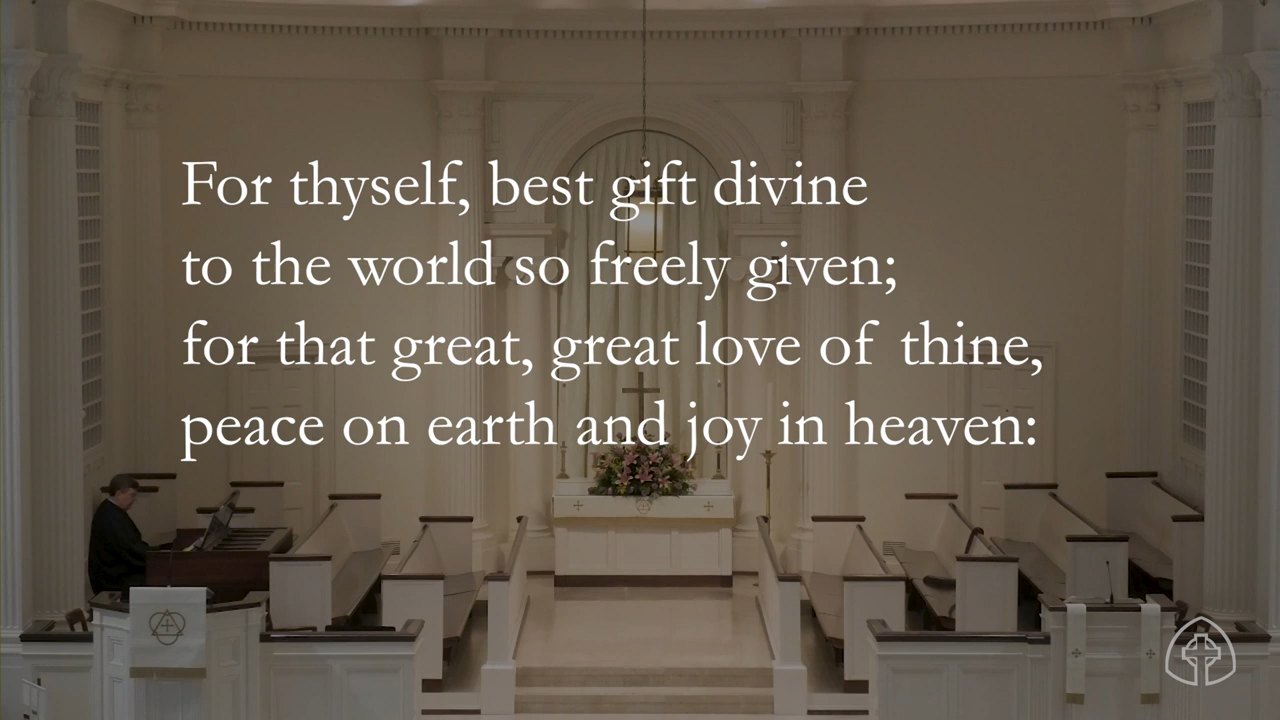 For thyself, best gift divine
to the world so freely given;
for that great, great love of thine,
peace on earth and joy in heaven: